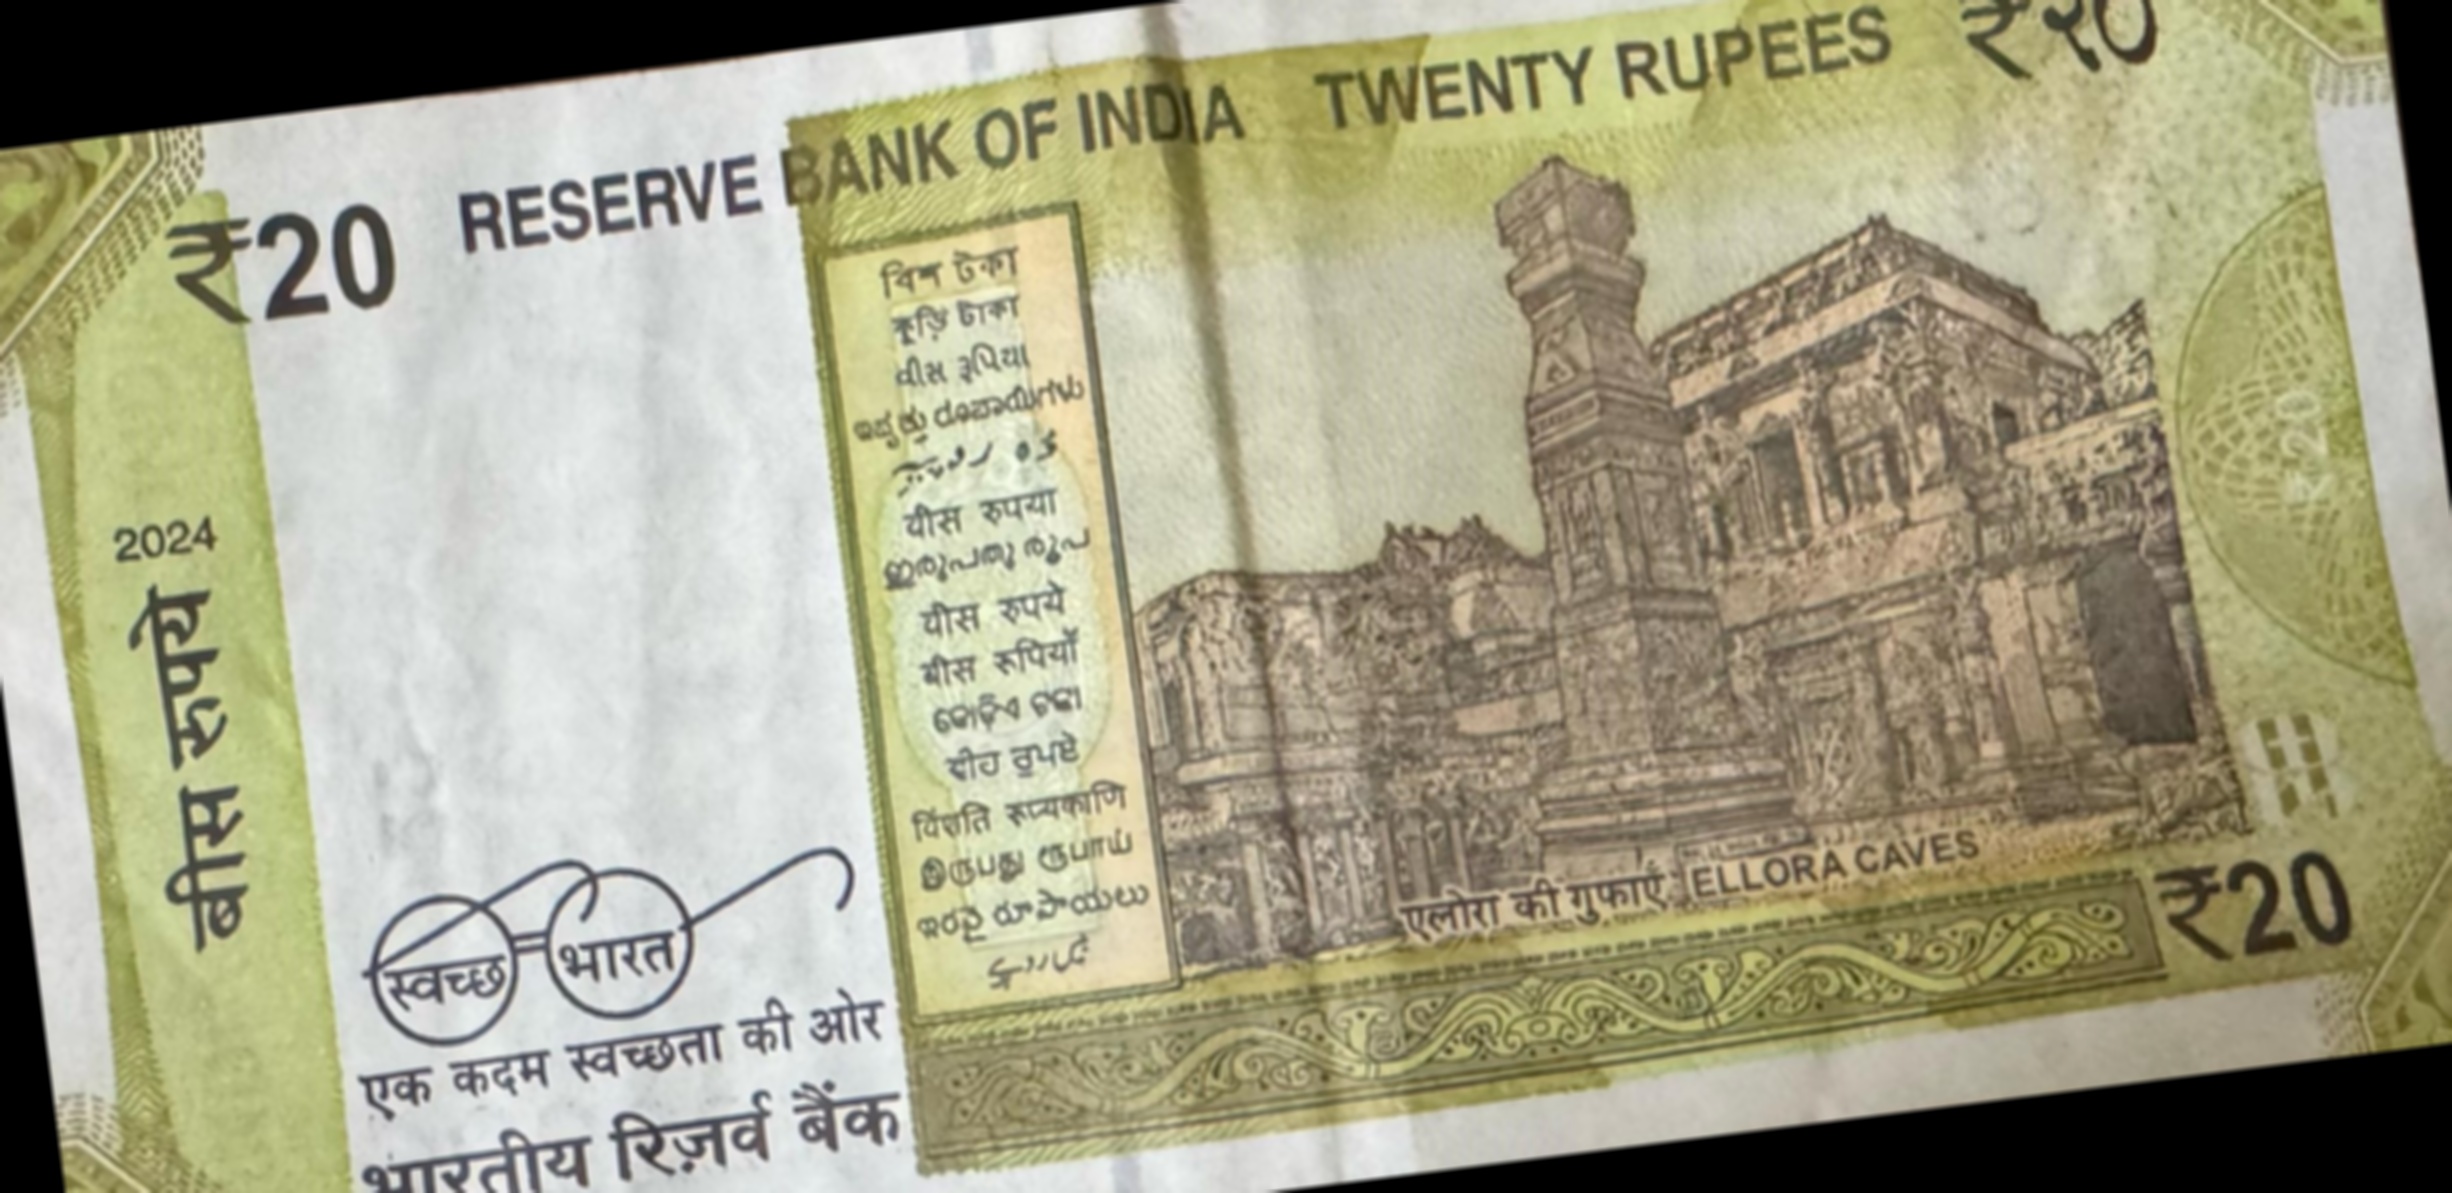 ₹20 RESERVE BANK OF INDIA TWENTY RUPEES ₹२०
2024
बीस रुपये
বিশ টকা
কুড়ি টাকা
વીસ રૂપિયા
ಇಪ್ಪತ್ತು ರೂಪಾಯಿಗಳು
वीस रुपया
ഇരുപതു രൂപ
वीस रुपये
बीस रुपियाँ
କୋଡ଼ିଏ ଟଙ୍କା
ਵੀਹ ਰੁਪਏ
विंशति रूप्यकाणि
இருபது ரூபாய்
ఇరవై రూపాయలు
₹20
एलोरा की गुफाएं ELLORA CAVES
₹20
स्वच्छ भारत
एक कदम स्वच्छता की ओर
भारतीय रिज़र्व बैंक